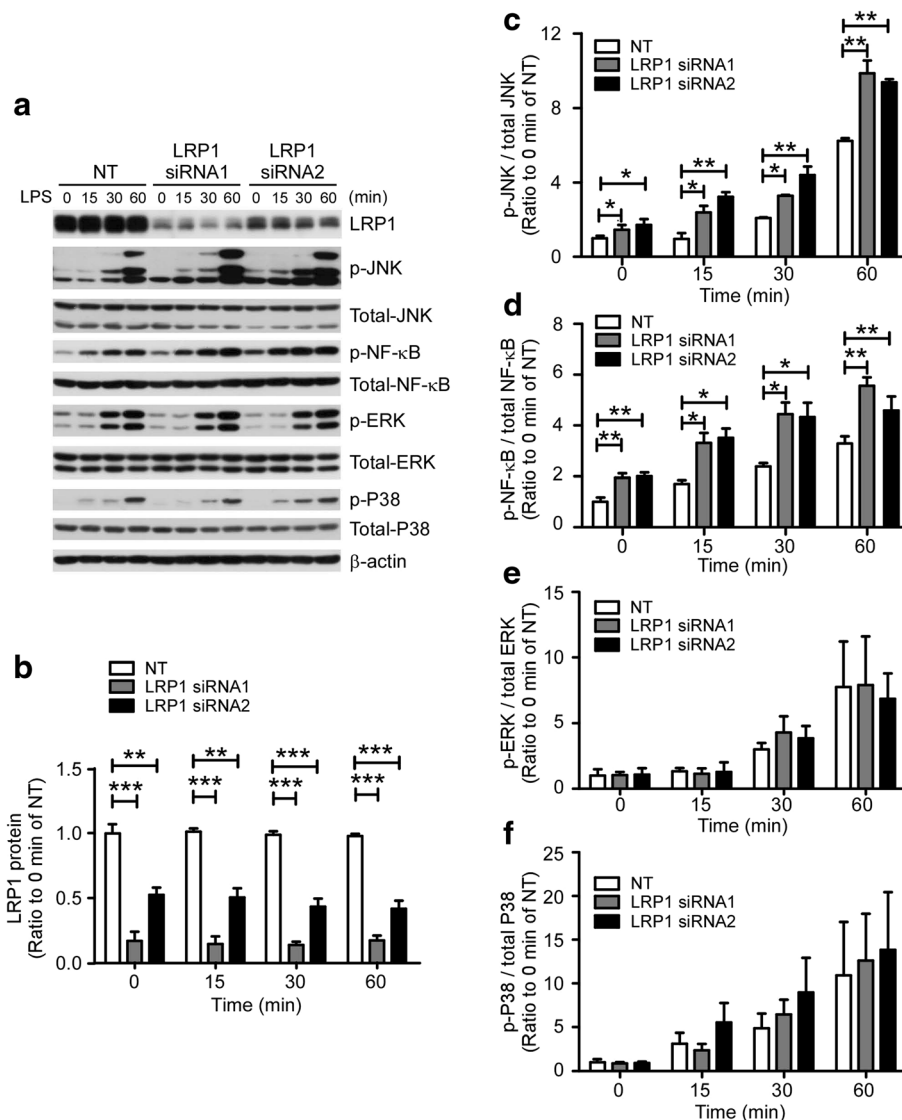 a
NT
LRP1
siRNA1
LRP1
siRNA2
LPS 0 15 30 60 0 15 30 60 0 15 30 60 (min)
LRP1
p-JNK
Total-JNK
p-NF-κB
Total-NF-κB
p-ERK
Total-ERK
p-P38
Total-P38
β-actin
b
NT
LRP1 siRNA1
LRP1 siRNA2
LRP1 protein
(Ratio to 0 min of NT)
1.5
1.0
0.5
0.0
** ** *** ***
*** *** *** ***
0 15 30 60
Time (min)
c
NT
LRP1 siRNA1
LRP1 siRNA2
p-JNK / total JNK
(Ratio to 0 min of NT)
12
8
4
0
* ** ** **
* * * **
0 15 30 60
Time (min)
d
NT
LRP1 siRNA1
LRP1 siRNA2
p-NF-κB / total NF-κB
(Ratio to 0 min of NT)
8
6
4
2
0
** * * **
** * * **
0 15 30 60
Time (min)
e
NT
LRP1 siRNA1
LRP1 siRNA2
p-ERK / total ERK
(Ratio to 0 min of NT)
15
10
5
0
0 15 30 60
Time (min)
f
NT
LRP1 siRNA1
LRP1 siRNA2
p-P38 / total P38
(Ratio to 0 min of NT)
25
20
15
10
5
0
0 15 30 60
Time (min)